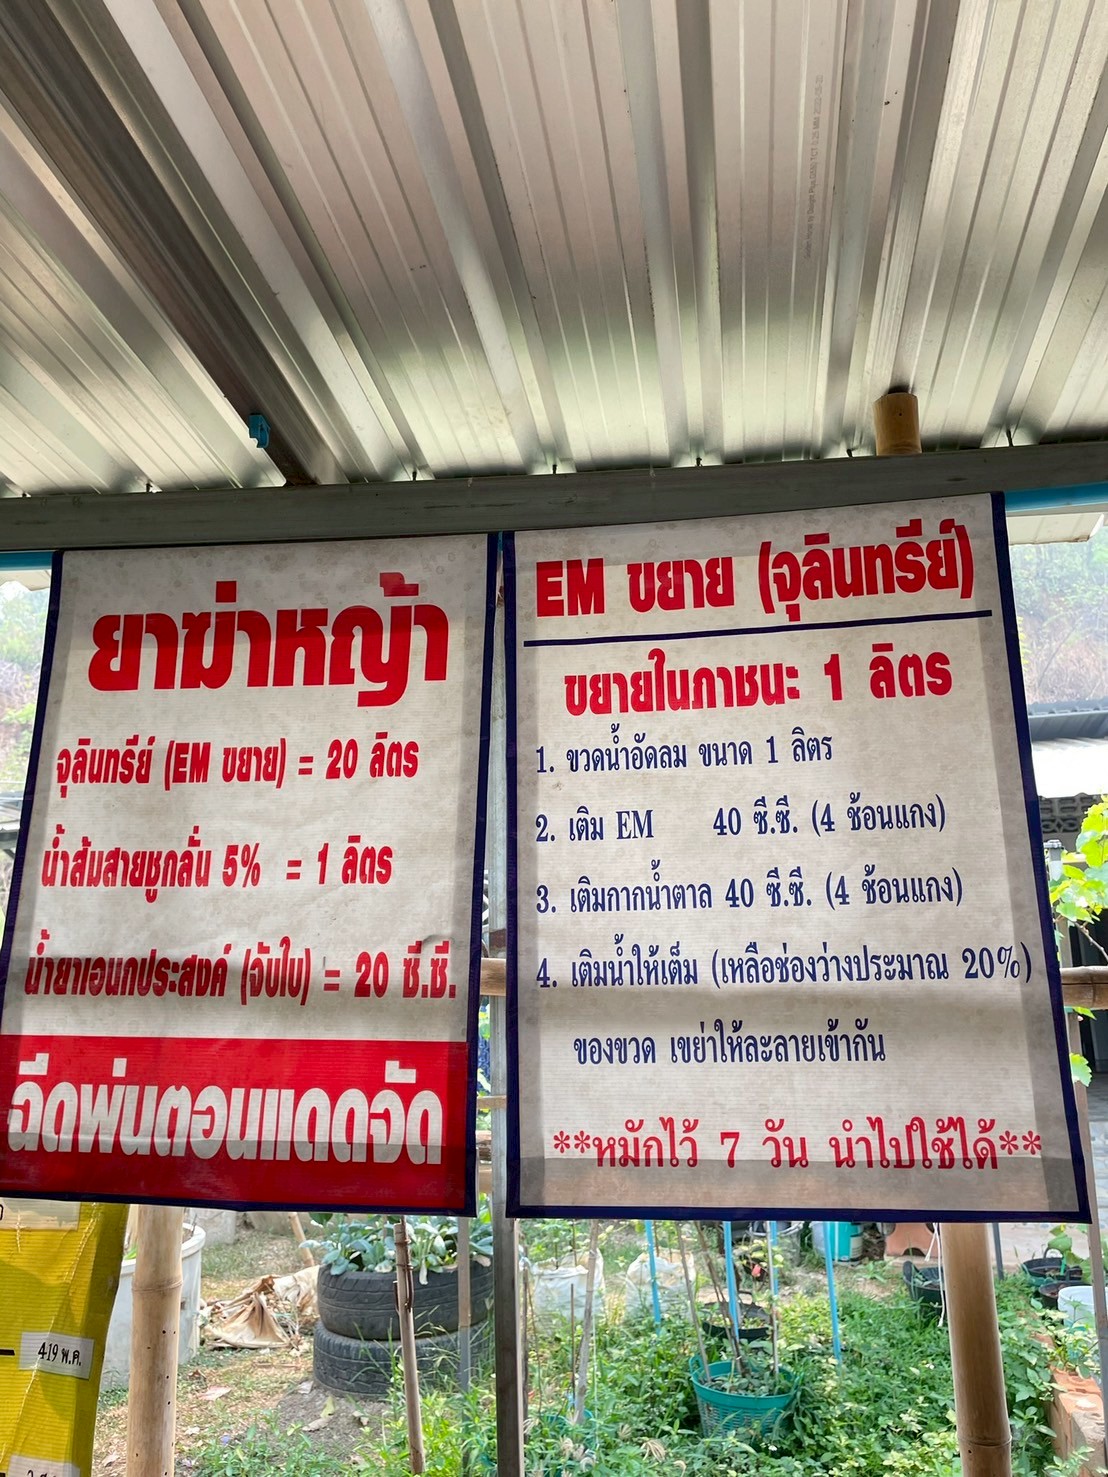 ยาฆ่าหญ้า
จุลินทรีย์ (EM ขยาย) = 20 ลิตร
น้ำส้มสายชูกลั่น 5% = 1 ลิตร
น้ำยาเอนกประสงค์ (จับใบ) = 20 ซี.ซี.
ฉีดพ่นตอนแดดจัด
EM ขยาย (จุลินทรีย์)
ขยายในภาชนะ 1 ลิตร
1. ขวดน้ำอัดลม ขนาด 1 ลิตร
2. เติม EM 40 ซี.ซี. (4 ช้อนแกง)
3. เติมกากน้ำตาล 40 ซี.ซี. (4 ช้อนแกง)
4. เติมน้ำให้เต็ม (เหลือช่องว่างประมาณ 20%)
ของขวด เขย่าให้ละลายเข้ากัน
**หมักไว้ 7 วัน นำไปใช้ได้**
4-19 พ.ค.